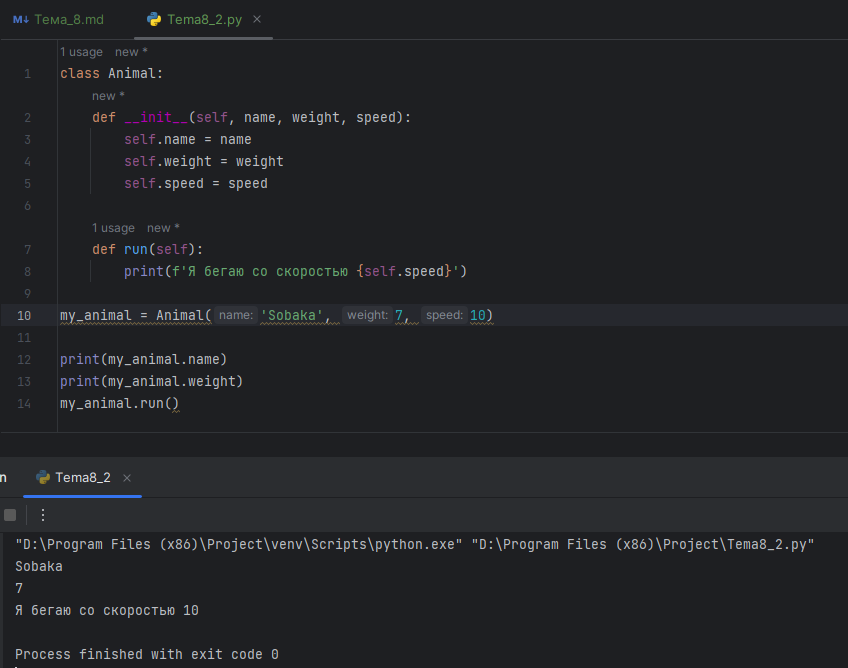 M↓ Тема_8.md Tema8_2.py ×
1 usage new *
1 class Animal:
new *
2 def __init__(self, name, weight, speed):
3 self.name = name
4 self.weight = weight
5 self.speed = speed
6
1 usage new *
7 def run(self):
8 print(f'Я бегаю со скоростью {self.speed}')
9
10 my_animal = Animal( name: 'Sobaka', weight: 7, speed: 10)
11
12 print(my_animal.name)
13 print(my_animal.weight)
14 my_animal.run()
n Tema8_2 ×
"D:\Program Files (x86)\Project\venv\Scripts\python.exe" "D:\Program Files (x86)\Project\Tema8_2.py"
Sobaka
7
Я бегаю со скоростью 10
Process finished with exit code 0